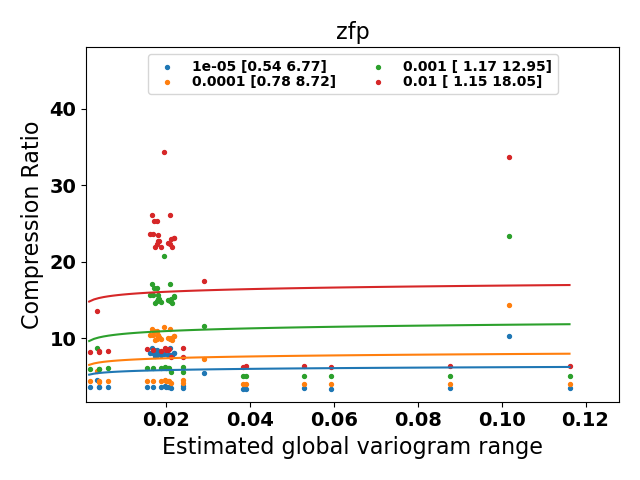 zfp
1e-05 [0.54 6.77]
0.0001 [0.78 8.72]
0.001 [ 1.17 12.95]
0.01 [ 1.15 18.05]
Compression Ratio
40
30
20
10
0.02 0.04 0.06 0.08 0.10 0.12
Estimated global variogram range